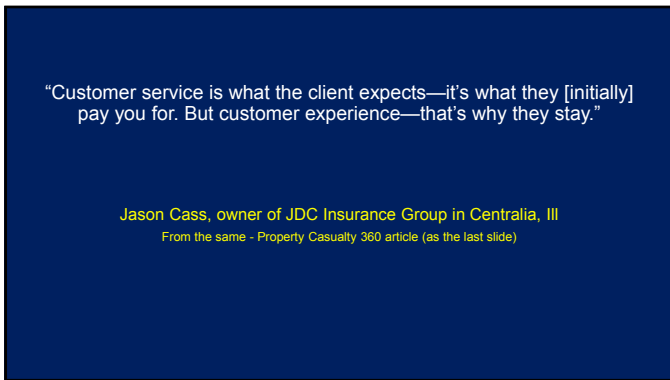 “Customer service is what the client expects—it’s what they [initially]
pay you for. But customer experience—that’s why they stay.”
Jason Cass, owner of JDC Insurance Group in Centralia, Ill
From the same - Property Casualty 360 article (as the last slide)